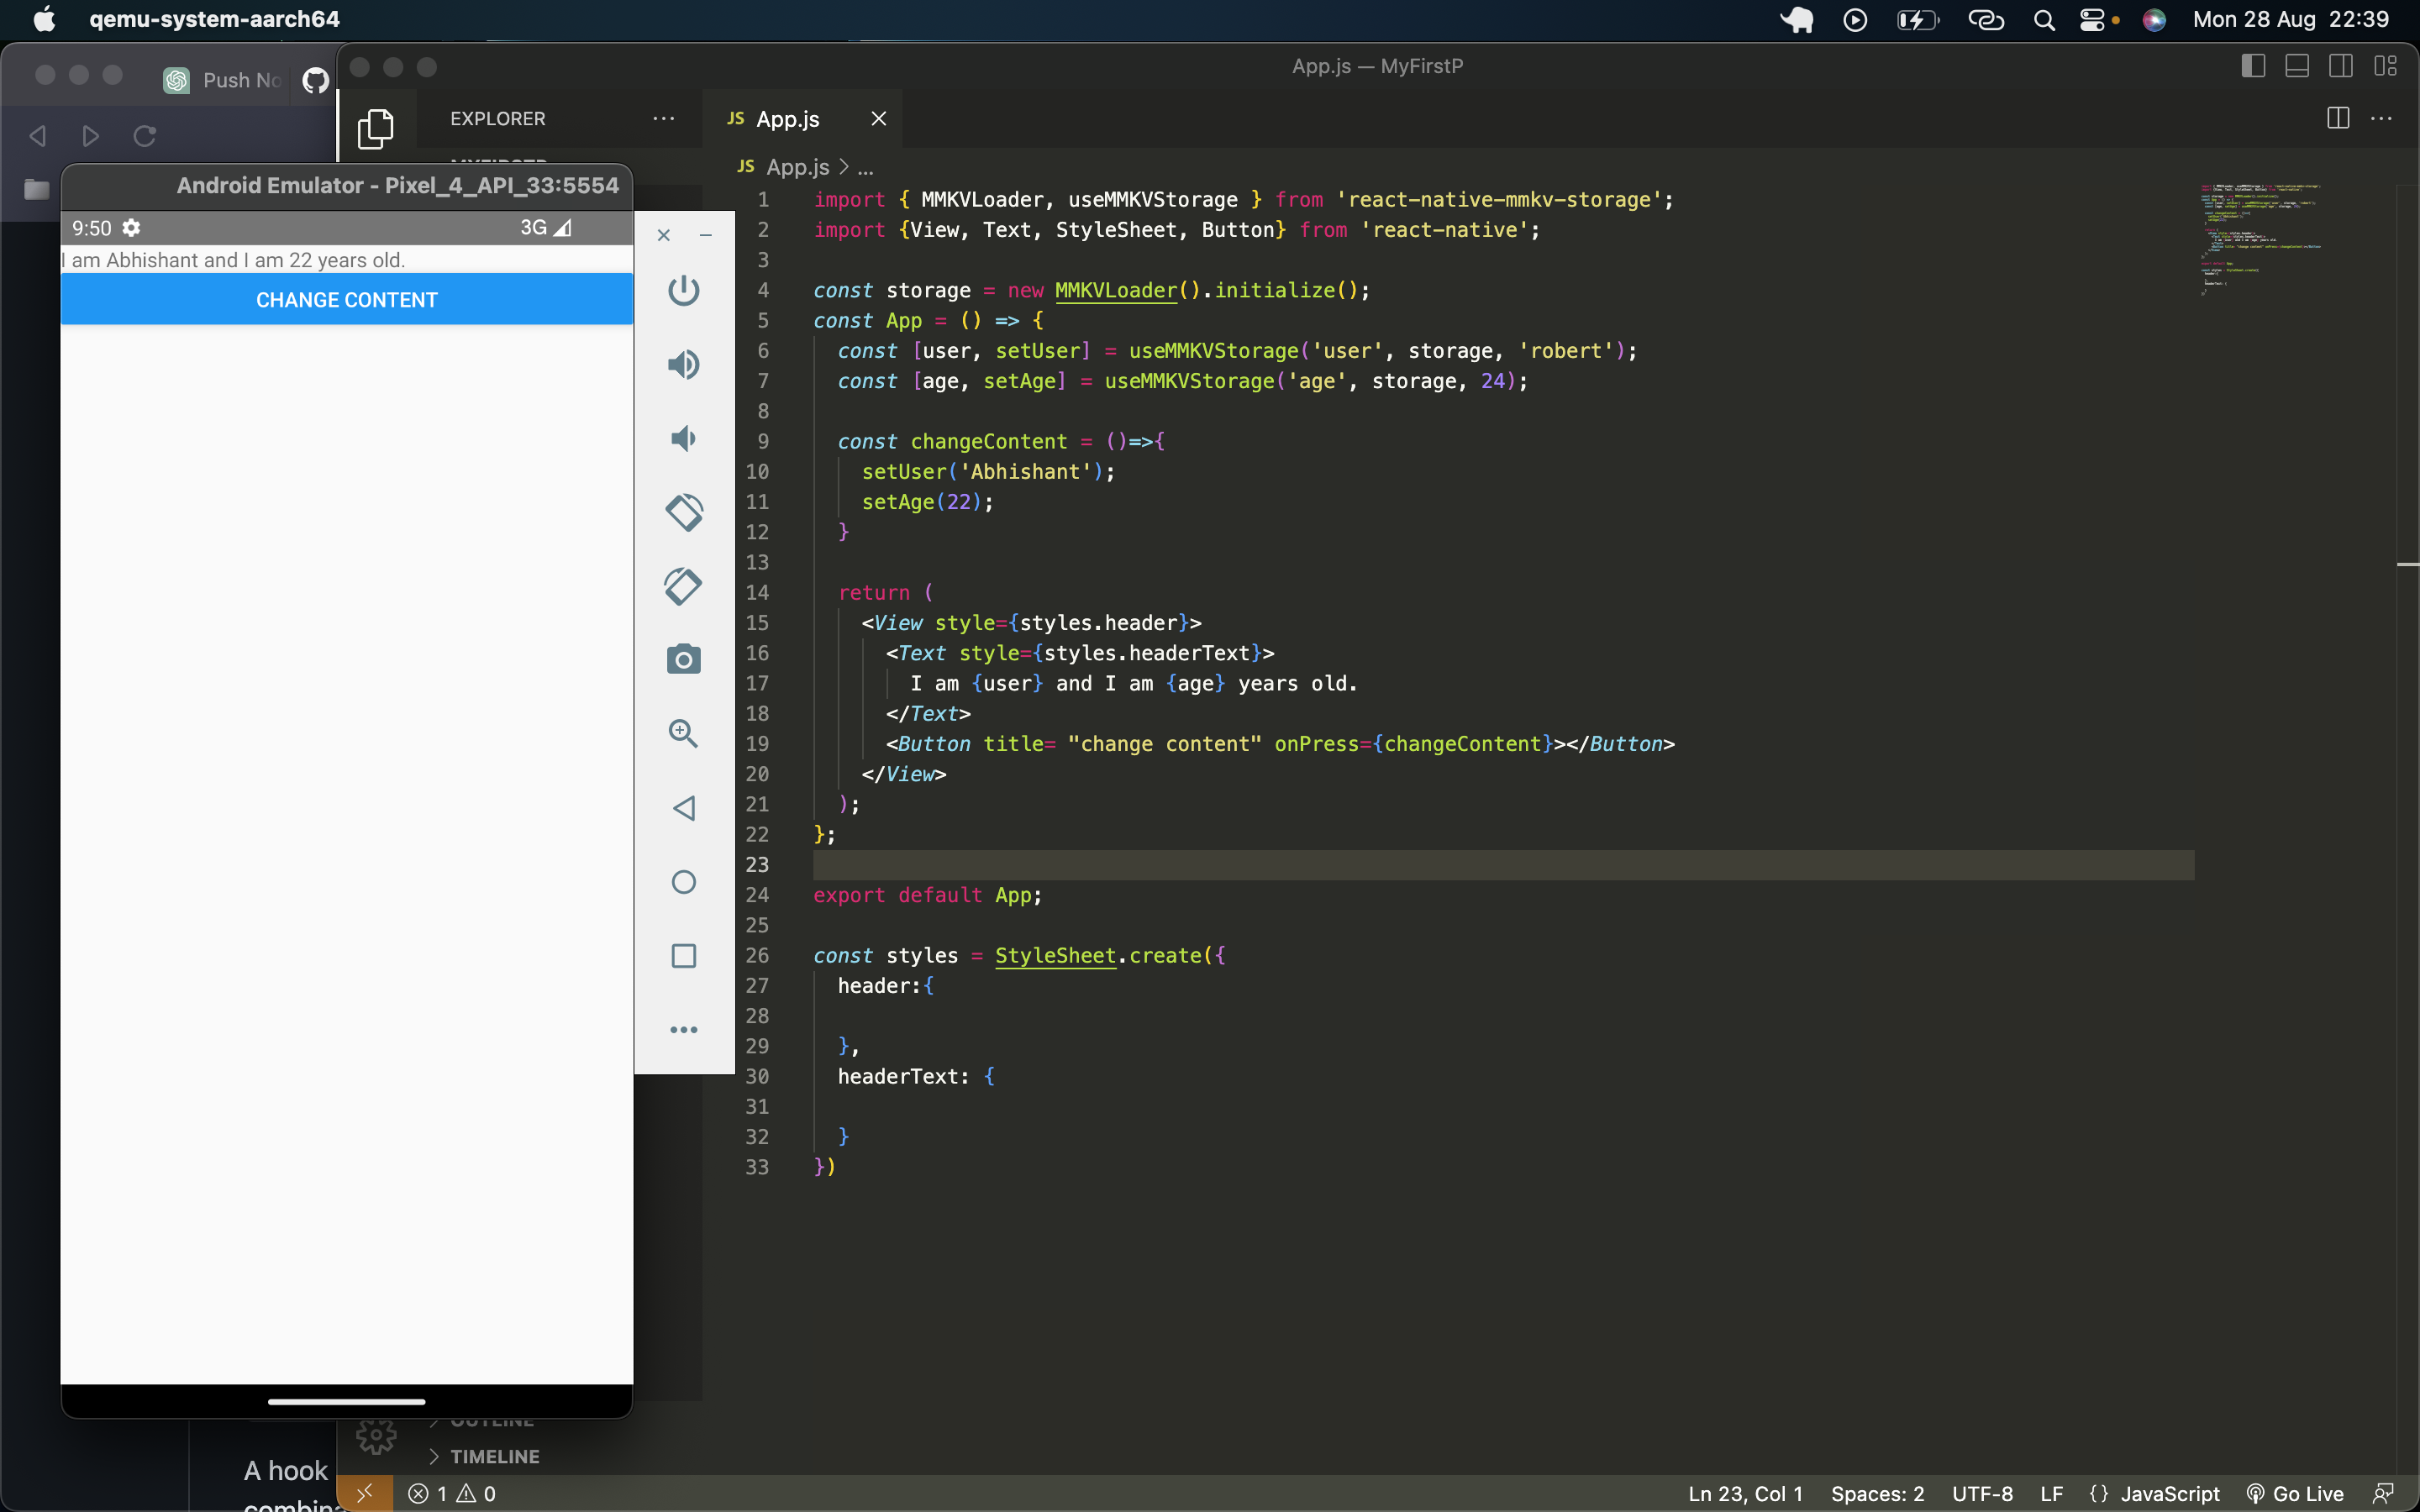 qemu-system-aarch64
Mon 28 Aug 22:39
Push No
App.js — MyFirstP
EXPLORER
JS App.js
JS App.js > ...
Android Emulator - Pixel_4_API_33:5554
9:50
3G
I am Abhishant and I am 22 years old.
CHANGE CONTENT
1 import { MMKVLoader, useMMKVStorage } from 'react-native-mmkv-storage';
2 import {View, Text, StyleSheet, Button} from 'react-native';
3
4 const storage = new MMKVLoader().initialize();
5 const App = () => {
6 const [user, setUser] = useMMKVStorage('user', storage, 'robert');
7 const [age, setAge] = useMMKVStorage('age', storage, 24);
8
9 const changeContent = ()=>{
10 setUser('Abhishant');
11 setAge(22);
12 }
13
14 return (
15 <View style={styles.header}>
16 <Text style={styles.headerText}>
17 I am {user} and I am {age} years old.
18 </Text>
19 <Button title= "change content" onPress={changeContent}></Button>
20 </View>
21 );
22 };
23
24 export default App;
25
26 const styles = StyleSheet.create({
27 header:{
28
29 },
30 headerText: {
31
32 }
33 })
OUTLINE
TIMELINE
A hook
1 0
Ln 23, Col 1
Spaces: 2
UTF-8
LF
{} JavaScript
Go Live